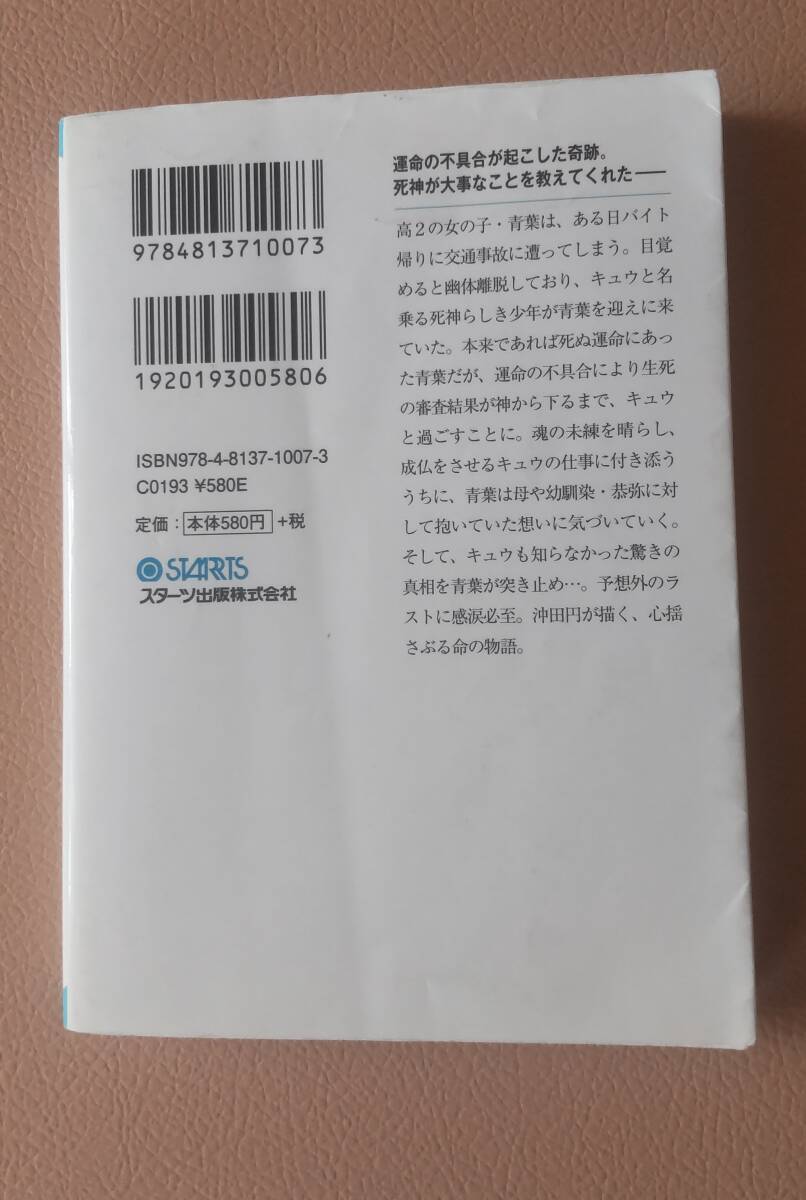 9784813710073
1920193005806
ISBN978-4-8137-1007-3
C0193 ¥580E
定価：本体580円+税
STARTS
スターツ出版株式会社
運命の不具合が起こした奇跡。
死神が大事なことを教えてくれた――
高２の女の子・青葉は、ある日バイト
帰りに交通事故に遭ってしまう。目覚
めると幽体離脱しており、キュウと名
乗る死神らしき少年が青葉を迎えに来
ていた。本来であれば死ぬ運命にあっ
た青葉だが、運命の不具合により生死
の審査結果が神から下るまで、キュウ
と過ごすことに。魂の未練を晴らし、
成仏をさせるキュウの仕事に付き添う
うちに、青葉は母や幼馴染・恭弥に対
して抱いていた想いに気づいていく。
そして、キュウも知らなかった驚きの
真相を青葉が突き止め…。予想外のラ
ストに感涙必至。沖田円が描く、心揺
さぶる命の物語。